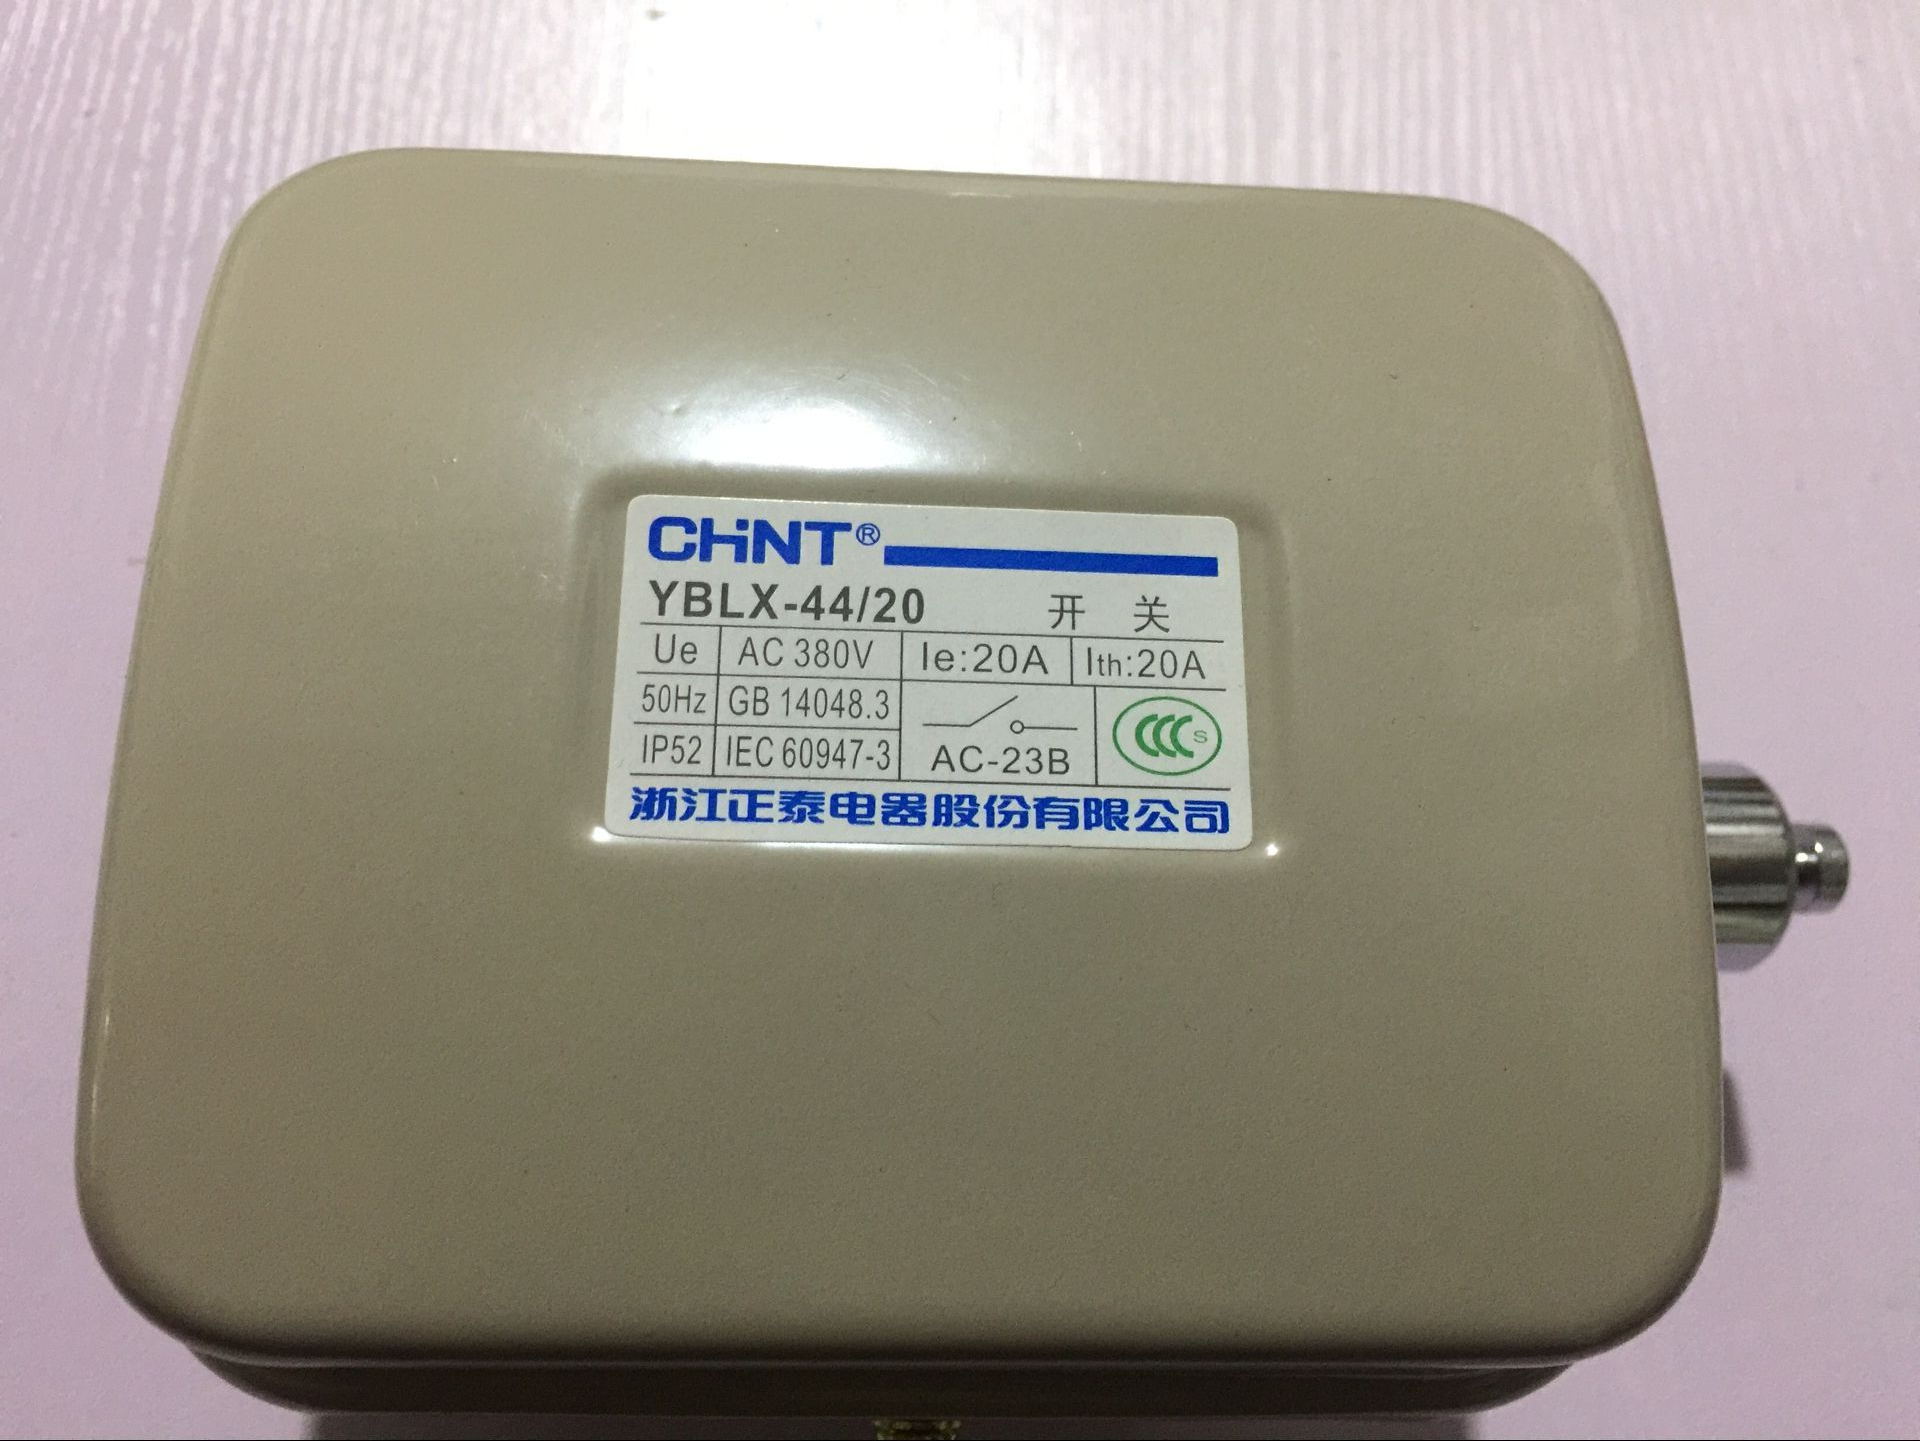 CHNT®
YBLX-44/20 开 关
Ue AC 380V Ie:20A Ith:20A
50Hz GB 14048.3
IP52 IEC 60947-3 AC-23B CCC S
浙江正泰电器股份有限公司